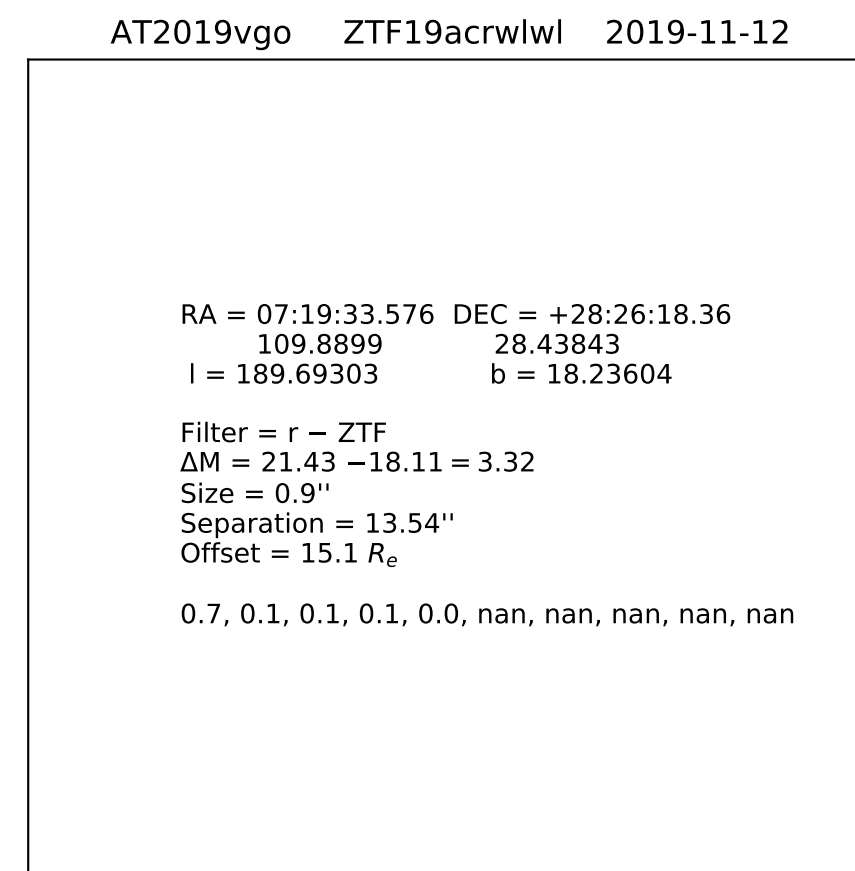 AT2019vgo ZTF19acrwlwl 2019-11-12
RA = 07:19:33.576 DEC = +28:26:18.36
109.8899 28.43843
l = 189.69303 b = 18.23604
Filter = r − ZTF
ΔM = 21.43 −18.11 = 3.32
Size = 0.9''
Separation = 13.54''
Offset = 15.1 Rₑ
0.7, 0.1, 0.1, 0.1, 0.0, nan, nan, nan, nan, nan